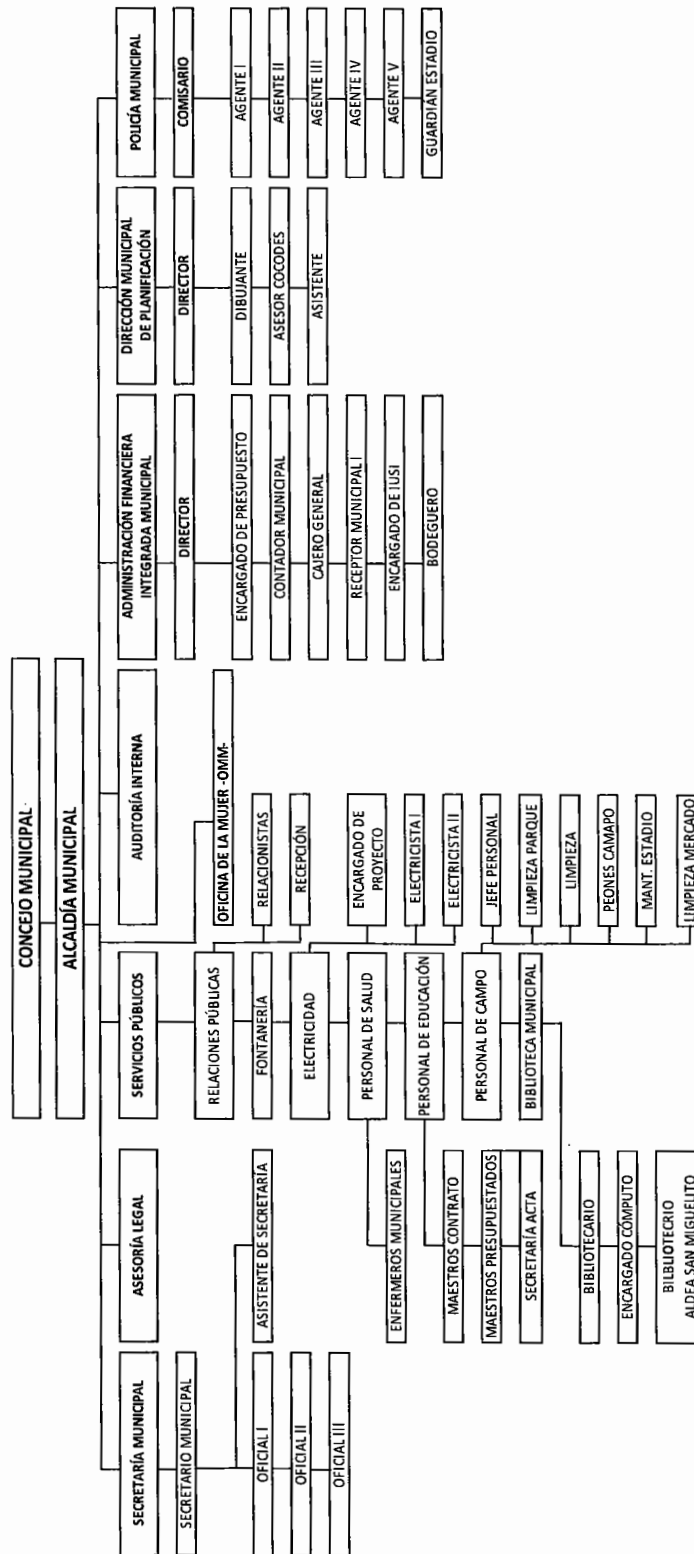 CONCEJO MUNICIPAL
ALCALDÍA MUNICIPAL
SECRETARÍA MUNICIPAL
SECRETARIO MUNICIPAL
ASISTENTE DE SECRETARÍA
OFICIAL I
OFICIAL II
OFICIAL III
ASESORÍA LEGAL
SERVICIOS PÚBLICOS
RELACIONES PÚBLICAS
RELACIONISTAS
RECEPCIÓN
FONTANERÍA
ELECTRICIDAD
ENCARGADO DE
PROYECTO
ELECTRICISTA I
ELECTRICISTA II
PERSONAL DE SALUD
ENFERMEROS MUNICIPALES
PERSONAL DE EDUCACIÓN
MAESTROS CONTRATO
MAESTROS PRESUPUESTADOS
SECRETARÍA ACTA
PERSONAL DE CAMPO
JEFE PERSONAL
LIMPIEZA PARQUE
LIMPIEZA
PEONES CAMAPO
MANT. ESTADIO
LIMPIEZA MERCADO
BIBLIOTECA MUNICIPAL
BIBLIOTECARIO
ENCARGADO CÓMPUTO
BILBLIOTECRIO
ALDEA SAN MIGUELITO
AUDITORÍA INTERNA
OFICINA DE LA MUJER -OMM-
ADMINISTRACIÓN FINANCIERA
INTEGRADA MUNICIPAL
DIRECTOR
ENCARGADO DE PRESUPUESTO
CONTADOR MUNICIPAL
CAJERO GENERAL
RECEPTOR MUNICIPAL I
ENCARGADO DE IUSI
BODEGUERO
DIRECCIÓN MUNICIPAL
DE PLANIFICACIÓN
DIRECTOR
DIBUJANTE
ASESOR COCODES
ASISTENTE
POLICÍA MUNICIPAL
COMISARIO
AGENTE I
AGENTE II
AGENTE III
AGENTE IV
AGENTE V
GUARDIÁN ESTADIO